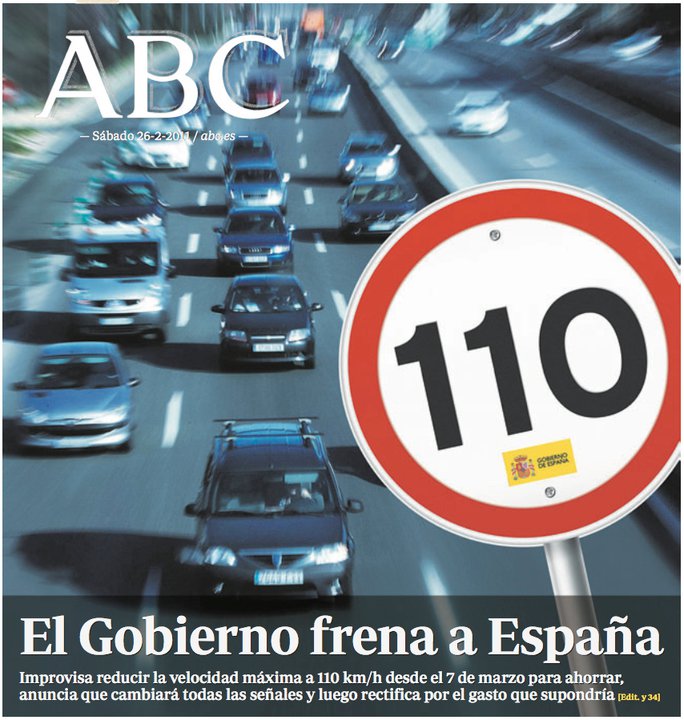 ABC
— Sábado 26-2-2011 / abc.es —
110
GOBIERNO
DE ESPAÑA
El Gobierno frena a España
Improvisa reducir la velocidad máxima a 110 km/h desde el 7 de marzo para ahorrar,
anuncia que cambiará todas las señales y luego rectifica por el gasto que supondría [Edit. y 34]